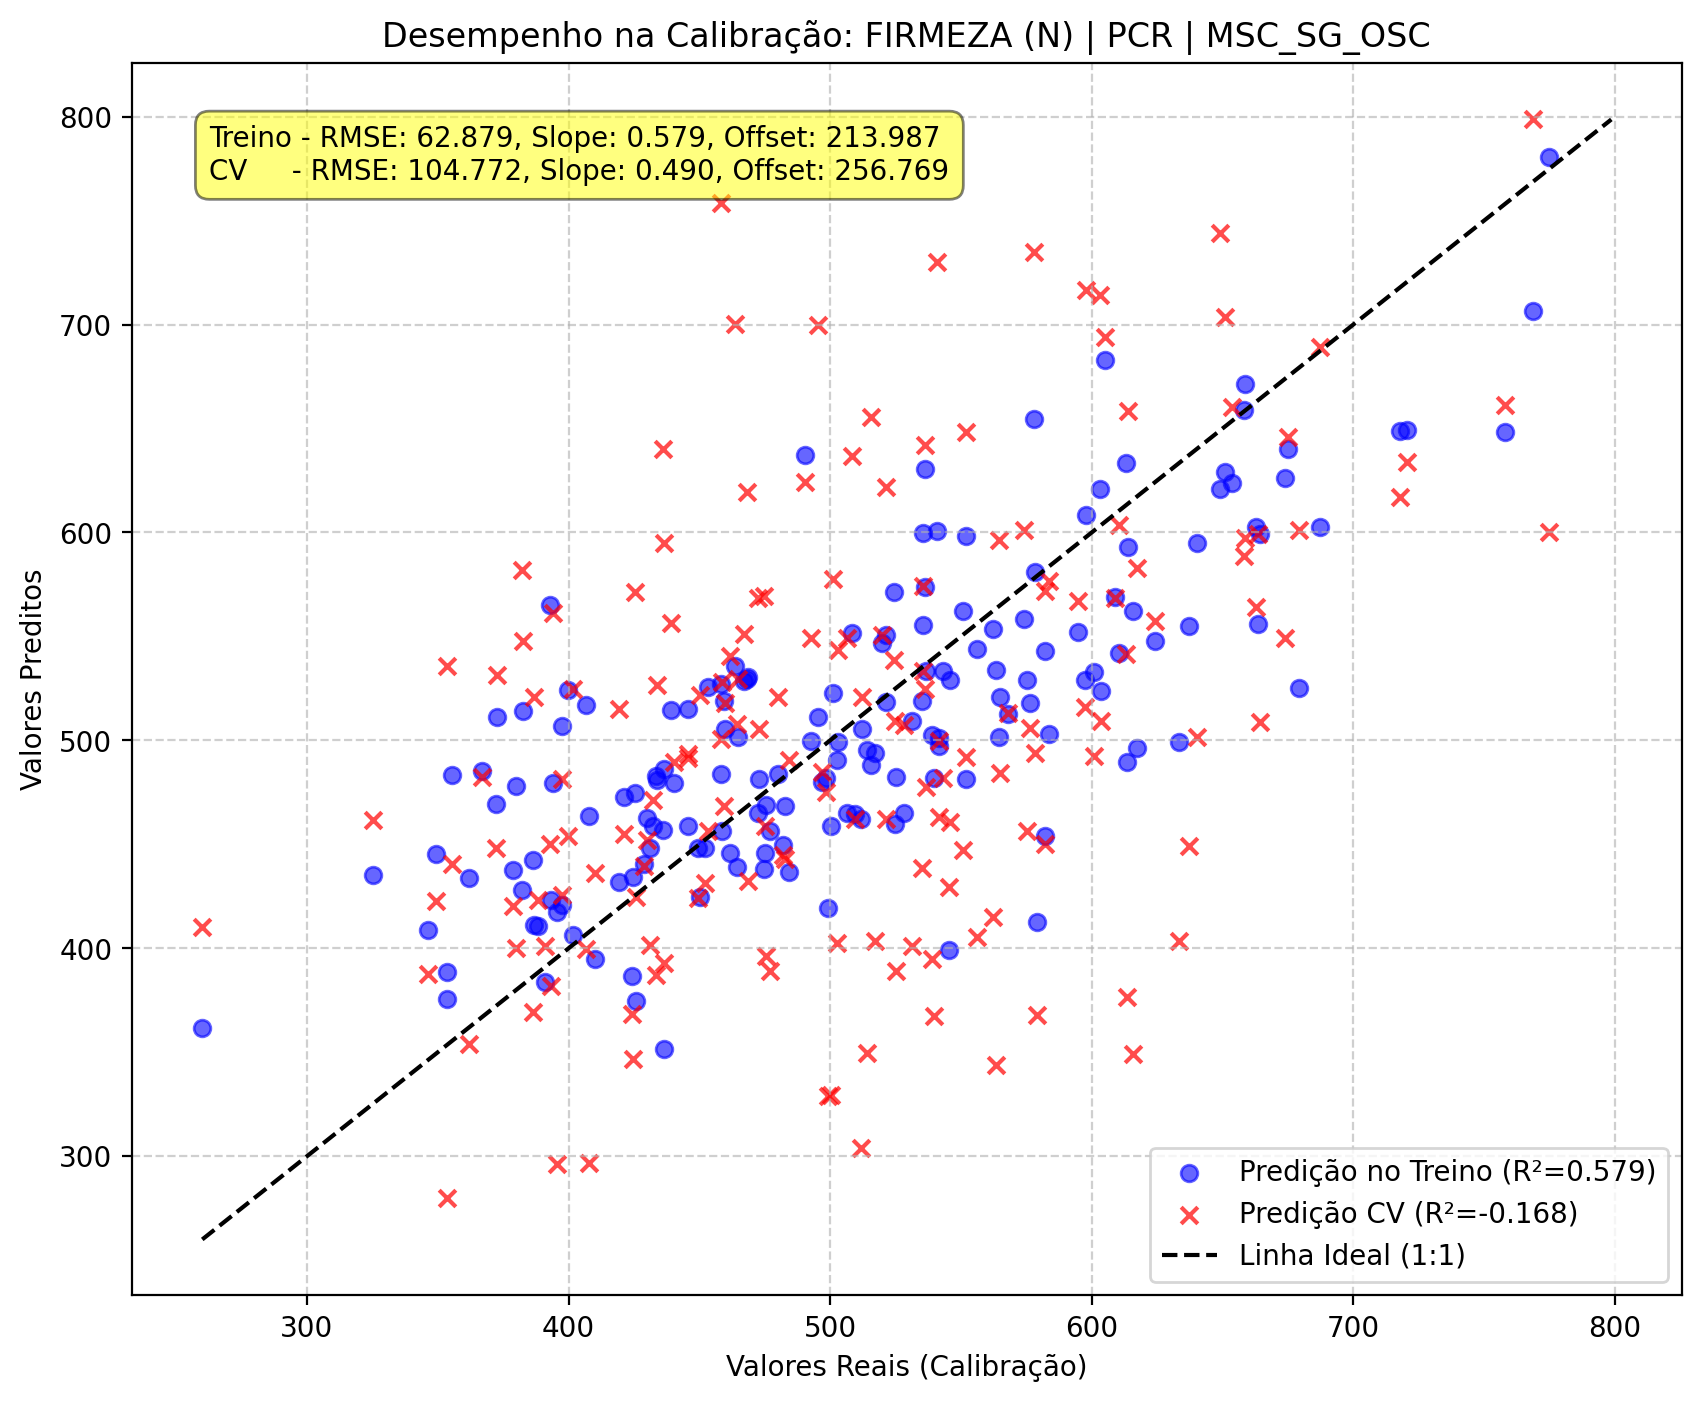 Desempenho na Calibração: FIRMEZA (N) | PCR | MSC_SG_OSC
Treino - RMSE: 62.879, Slope: 0.579, Offset: 213.987
CV - RMSE: 104.772, Slope: 0.490, Offset: 256.769
Valores Preditos
800
700
600
500
400
300
Predição no Treino (R²=0.579)
Predição CV (R²=-0.168)
Linha Ideal (1:1)
300 400 500 600 700 800
Valores Reais (Calibração)